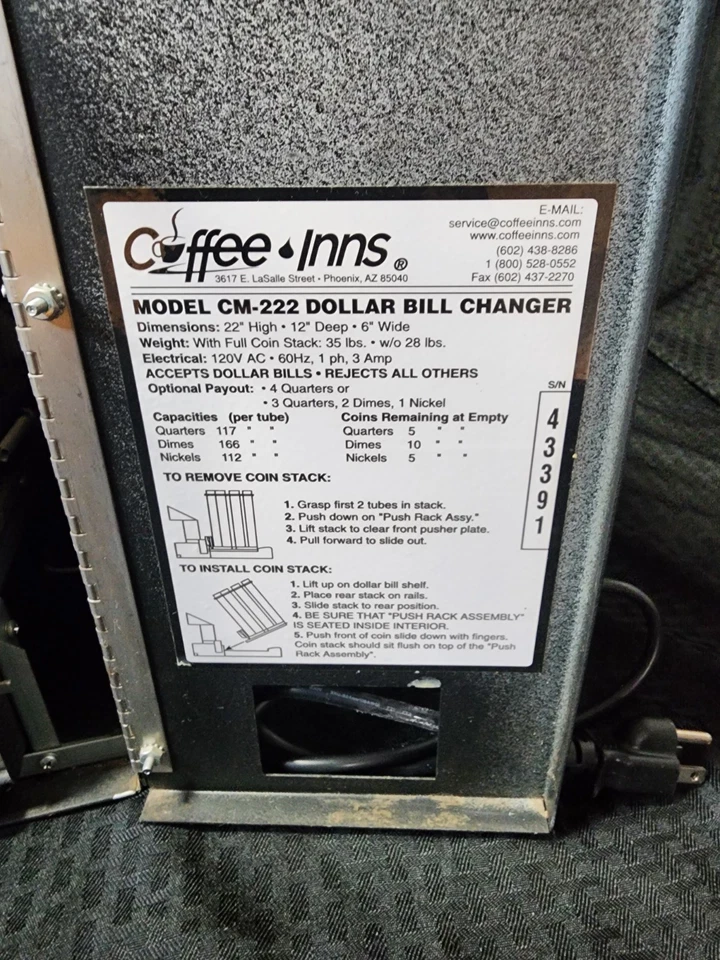 Coffee Inns®
3617 E. LaSalle Street • Phoenix, AZ 85040
E-MAIL:
service@coffeeinns.com
www.coffeeinns.com
(602) 438-8286
1 (800) 528-0552
Fax (602) 437-2270
MODEL CM-222 DOLLAR BILL CHANGER
Dimensions: 22" High • 12" Deep • 6" Wide
Weight: With Full Coin Stack: 35 lbs. • w/o 28 lbs.
Electrical: 120V AC • 60Hz, 1 ph, 3 Amp
ACCEPTS DOLLAR BILLS • REJECTS ALL OTHERS
Optional Payout: • 4 Quarters or
• 3 Quarters, 2 Dimes, 1 Nickel
Capacities (per tube) Coins Remaining at Empty
Quarters 117 " " Quarters 5 " "
Dimes 166 " " Dimes 10 " "
Nickels 112 " " Nickels 5 " "
S/N
4
3
3
9
1
TO REMOVE COIN STACK:
1. Grasp first 2 tubes in stack.
2. Push down on "Push Rack Assy."
3. Lift stack to clear front pusher plate.
4. Pull forward to slide out.
TO INSTALL COIN STACK:
1. Lift up on dollar bill shelf.
2. Place rear stack on rails.
3. Slide stack to rear position.
4. BE SURE THAT "PUSH RACK ASSEMBLY"
IS SEATED INSIDE INTERIOR.
5. Push front of coin slide down with fingers.
Coin stack should sit flush on top of the "Push
Rack Assembly".